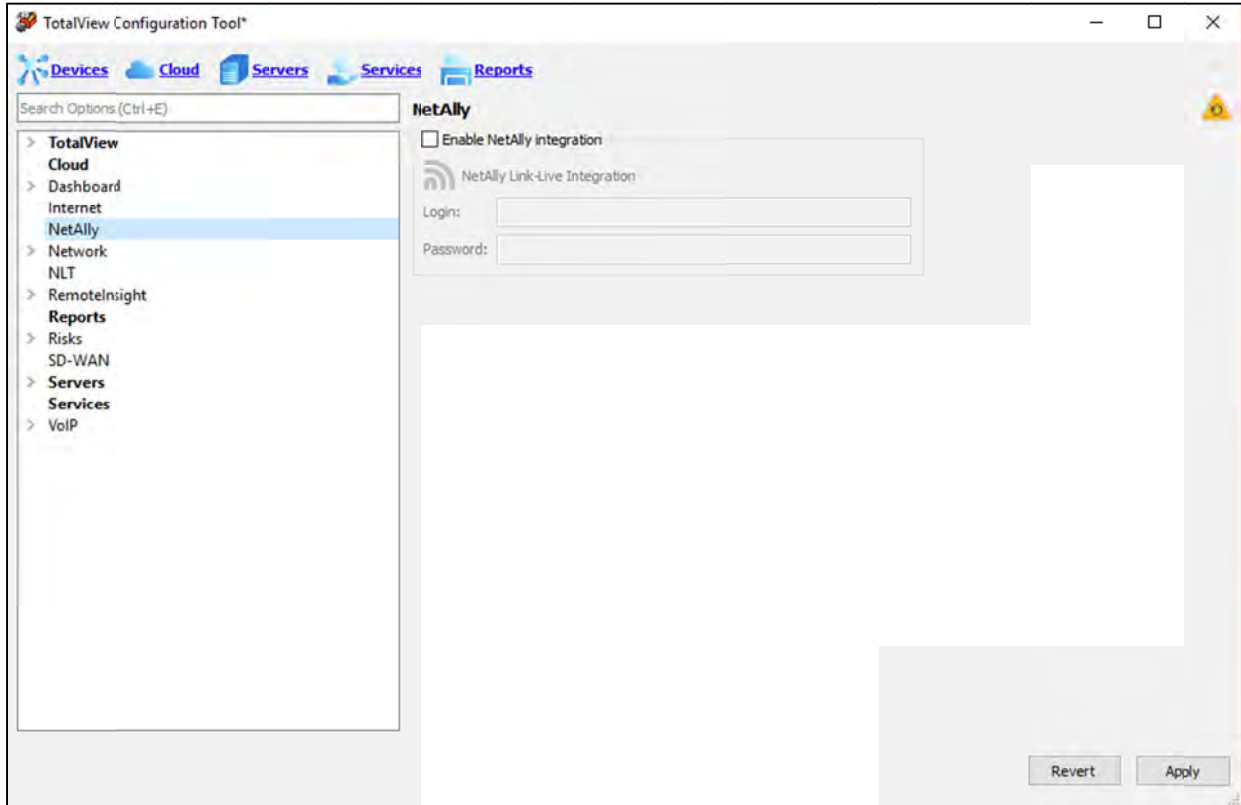 TotalView Configuration Tool*
Devices Cloud Servers Services Reports
Search Options (Ctrl+E)
TotalView
Cloud
Dashboard
Internet
NetAlly
Network
NLT
RemoteInsight
Reports
Risks
SD-WAN
Servers
Services
VoIP
NetAlly
Enable NetAlly integration
NetAlly Link-Live Integration
Login:
Password:
Revert Apply